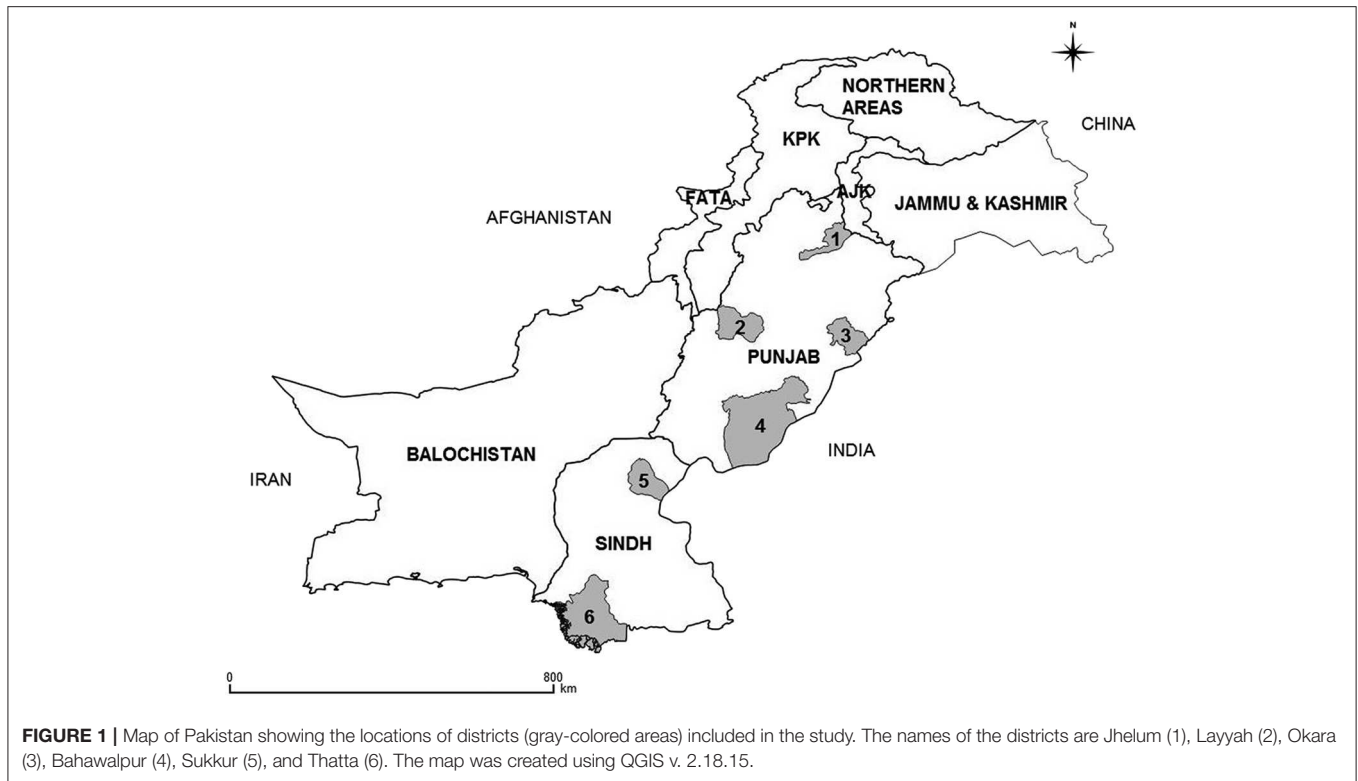 N
NORTHERN
AREAS
CHINA
KPK
FATA
AJK
JAMMU & KASHMIR
AFGHANISTAN
1
2
3
PUNJAB
4
INDIA
BALOCHISTAN
IRAN
5
SINDH
6
0 800
km
FIGURE 1 | Map of Pakistan showing the locations of districts (gray-colored areas) included in the study. The names of the districts are Jhelum (1), Layyah (2), Okara
(3), Bahawalpur (4), Sukkur (5), and Thatta (6). The map was created using QGIS v. 2.18.15.